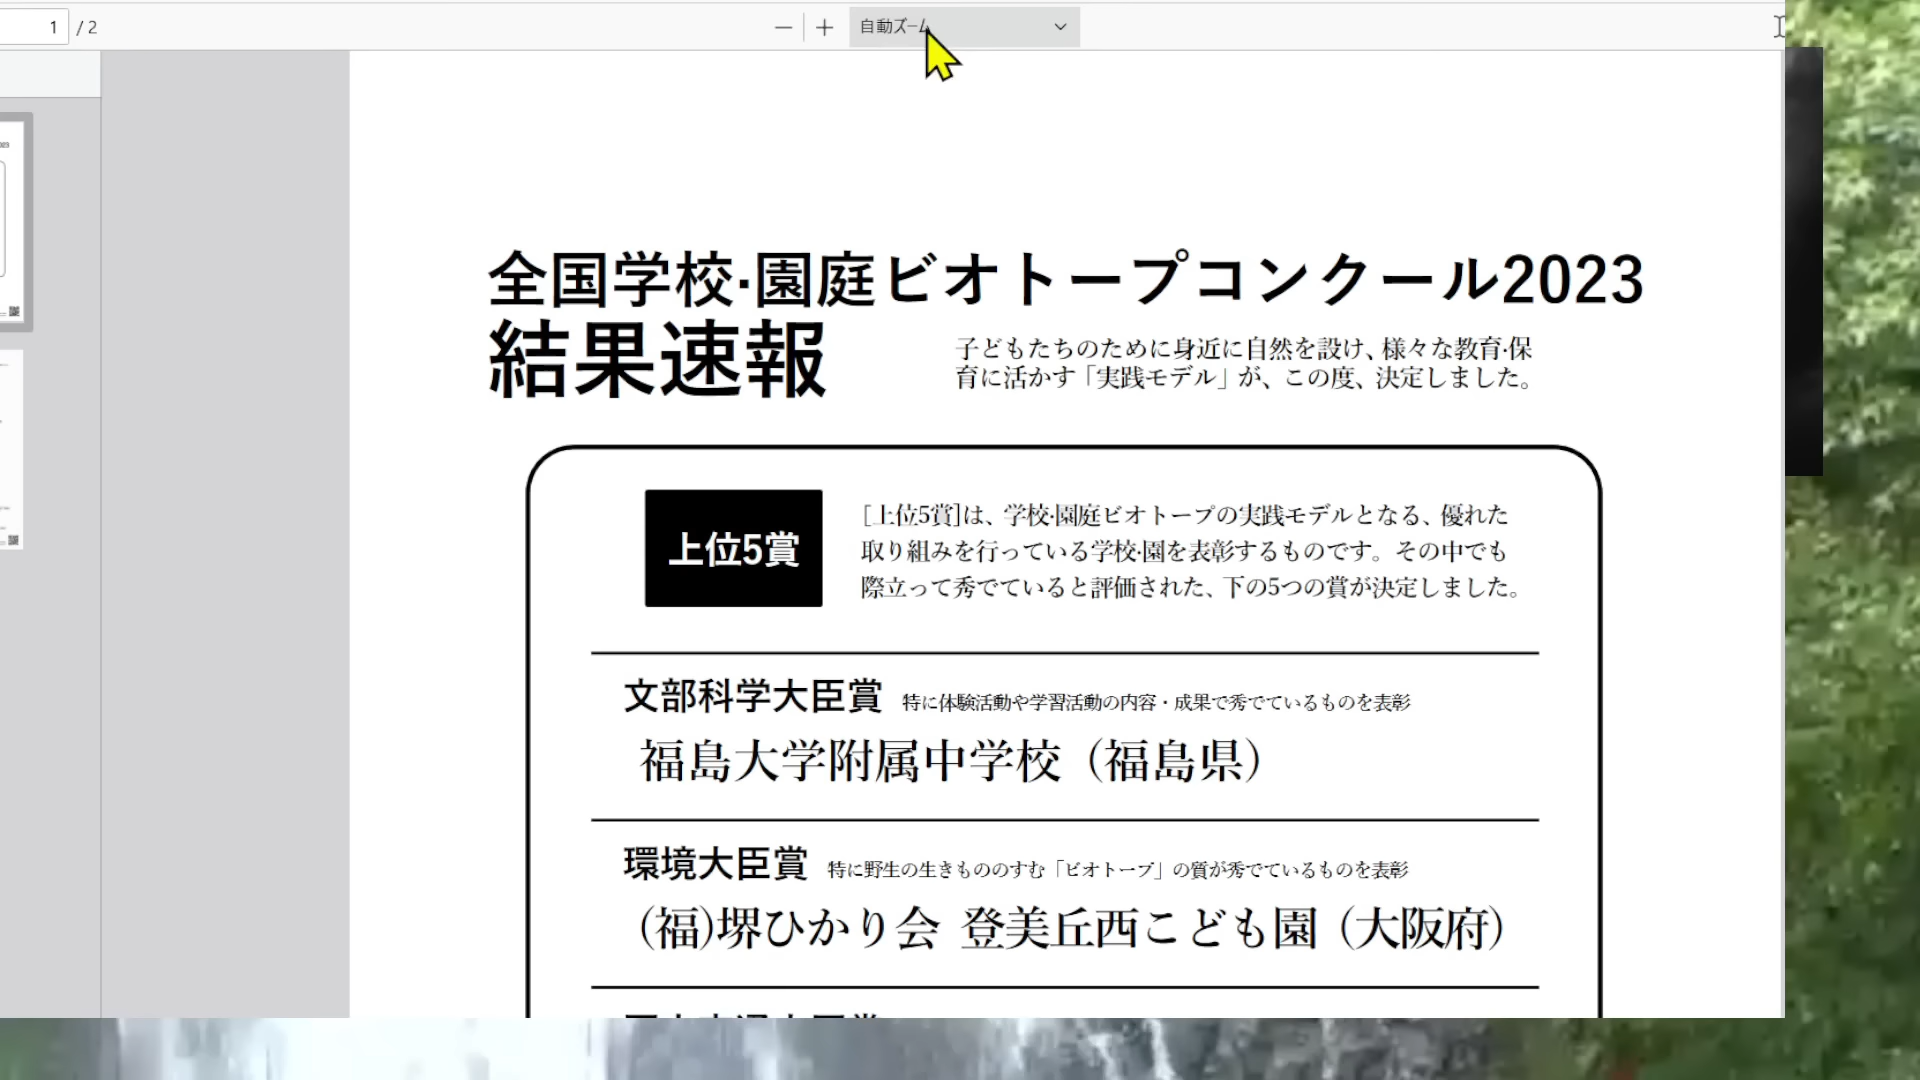 1 / 2
自動ズーム
全国学校·園庭ビオトープコンクール2023
結果速報
子どもたちのために身近に自然を設け、様々な教育·保
育に活かす「実践モデル」が、この度、決定しました。
上位5賞
[上位5賞]は、学校·園庭ビオトープの実践モデルとなる、優れた
取り組みを行っている学校·園を表彰するものです。その中でも
際立って秀でていると評価された、下の5つの賞が決定しました。
文部科学大臣賞 特に体験活動や学習活動の内容・成果で秀でているものを表彰
福島大学附属中学校（福島県）
環境大臣賞 特に野生の生きもののすむ「ビオトープ」の質が秀でているものを表彰
(福)堺ひかり会 登美丘西こども園（大阪府）